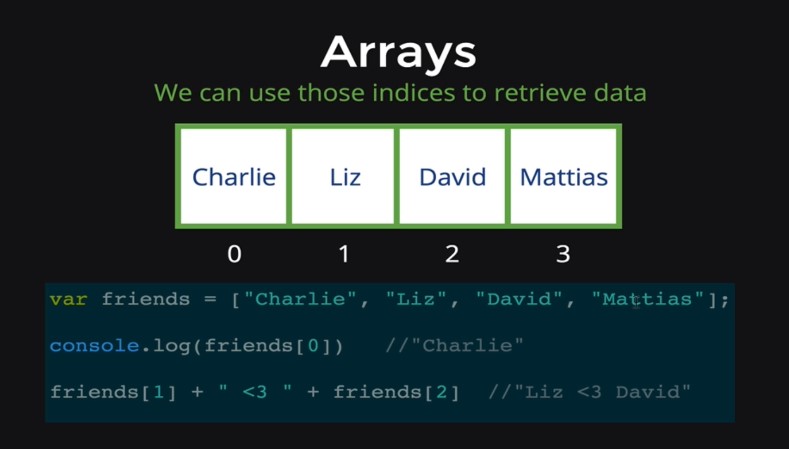 Arrays
We can use those indices to retrieve data
Charlie Liz David Mattias
0 1 2 3
var friends = ["Charlie", "Liz", "David", "Mattias"];
console.log(friends[0]) //"Charlie"
friends[1] + " <3 " + friends[2] //"Liz <3 David"